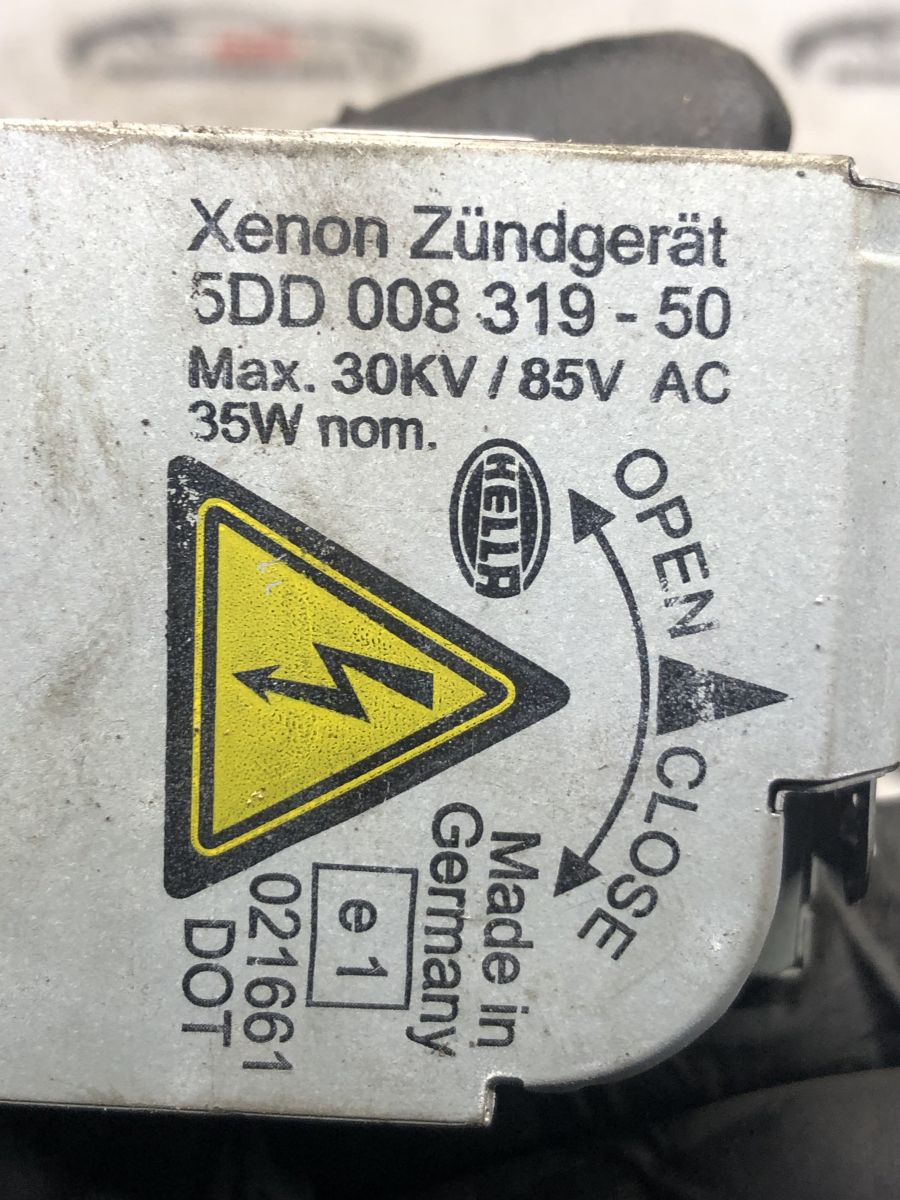 Xenon Zündgerät
5DD 008 319 - 50
Max. 30KV / 85V AC
35W nom.
HELLA
OPEN
CLOSE
Made in
Germany
e 1
021661
DOT